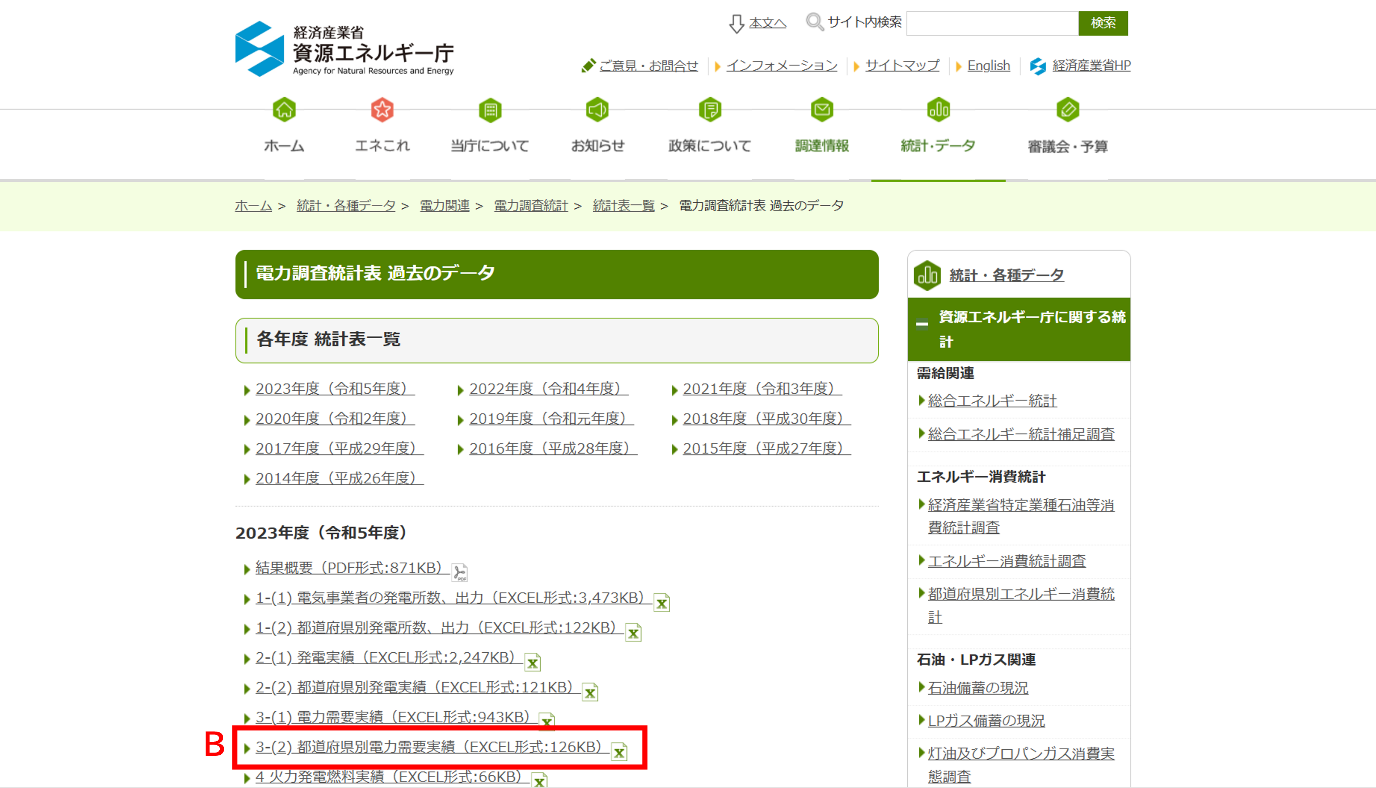 経済産業省
資源エネルギー庁
Agency for Natural Resources and Energy
本文へ
サイト内検索
検索
ご意見・お問合せ
インフォメーション
サイトマップ
English
経済産業省HP
ホーム
エネこれ
当庁について
お知らせ
政策について
調達情報
統計・データ
審議会・予算
ホーム > 統計・各種データ > 電力関連 > 電力調査統計 > 統計表一覧 > 電力調査統計表 過去のデータ
電力調査統計表 過去のデータ
各年度 統計表一覧
2023年度（令和5年度） 2022年度（令和4年度） 2021年度（令和3年度）
2020年度（令和2年度） 2019年度（令和元年度） 2018年度（平成30年度）
2017年度（平成29年度） 2016年度（平成28年度） 2015年度（平成27年度）
2014年度（平成26年度）
2023年度（令和5年度）
結果概要（PDF形式:871KB）
1-(1) 電気事業者の発電所数、出力（EXCEL形式:3,473KB）
1-(2) 都道府県別発電所数、出力（EXCEL形式:122KB）
2-(1) 発電実績（EXCEL形式:2,247KB）
2-(2) 都道府県別発電実績（EXCEL形式:121KB）
3-(1) 電力需要実績（EXCEL形式:943KB）
B
3-(2) 都道府県別電力需要実績（EXCEL形式:126KB）
4 火力発電燃料実績（EXCEL形式:66KB）
統計・各種データ
資源エネルギー庁に関する統
計
需給関連
総合エネルギー統計
総合エネルギー統計補足調査
エネルギー消費統計
経済産業省特定業種石油等消
費統計調査
エネルギー消費統計調査
都道府県別エネルギー消費統
計
石油・LPガス関連
石油備蓄の現況
LPガス備蓄の現況
灯油及びプロパンガス消費実
態調査